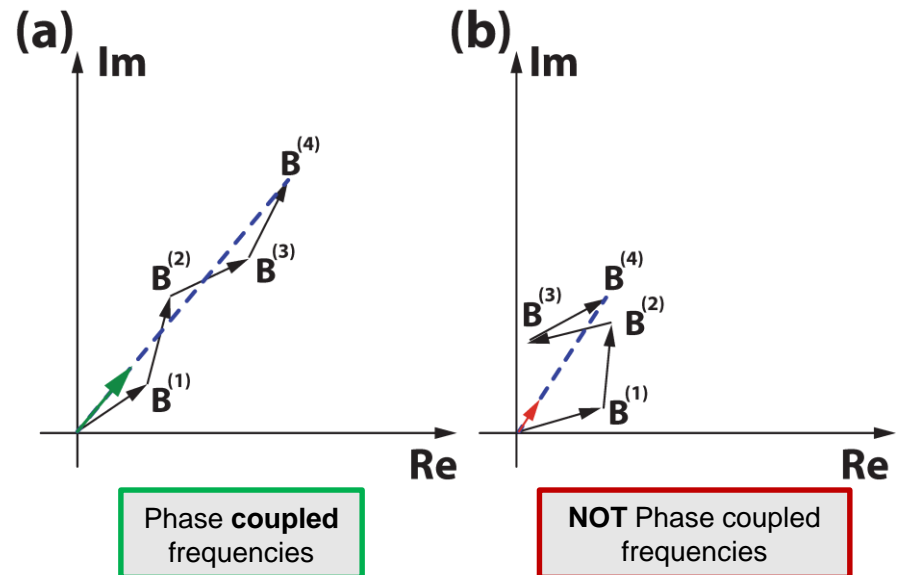 (a)
Im
B(4)
B(2)
B(3)
B(1)
Re
Phase coupled
frequencies
(b)
Im
B(4)
B(3)
B(2)
B(1)
Re
NOT Phase coupled
frequencies